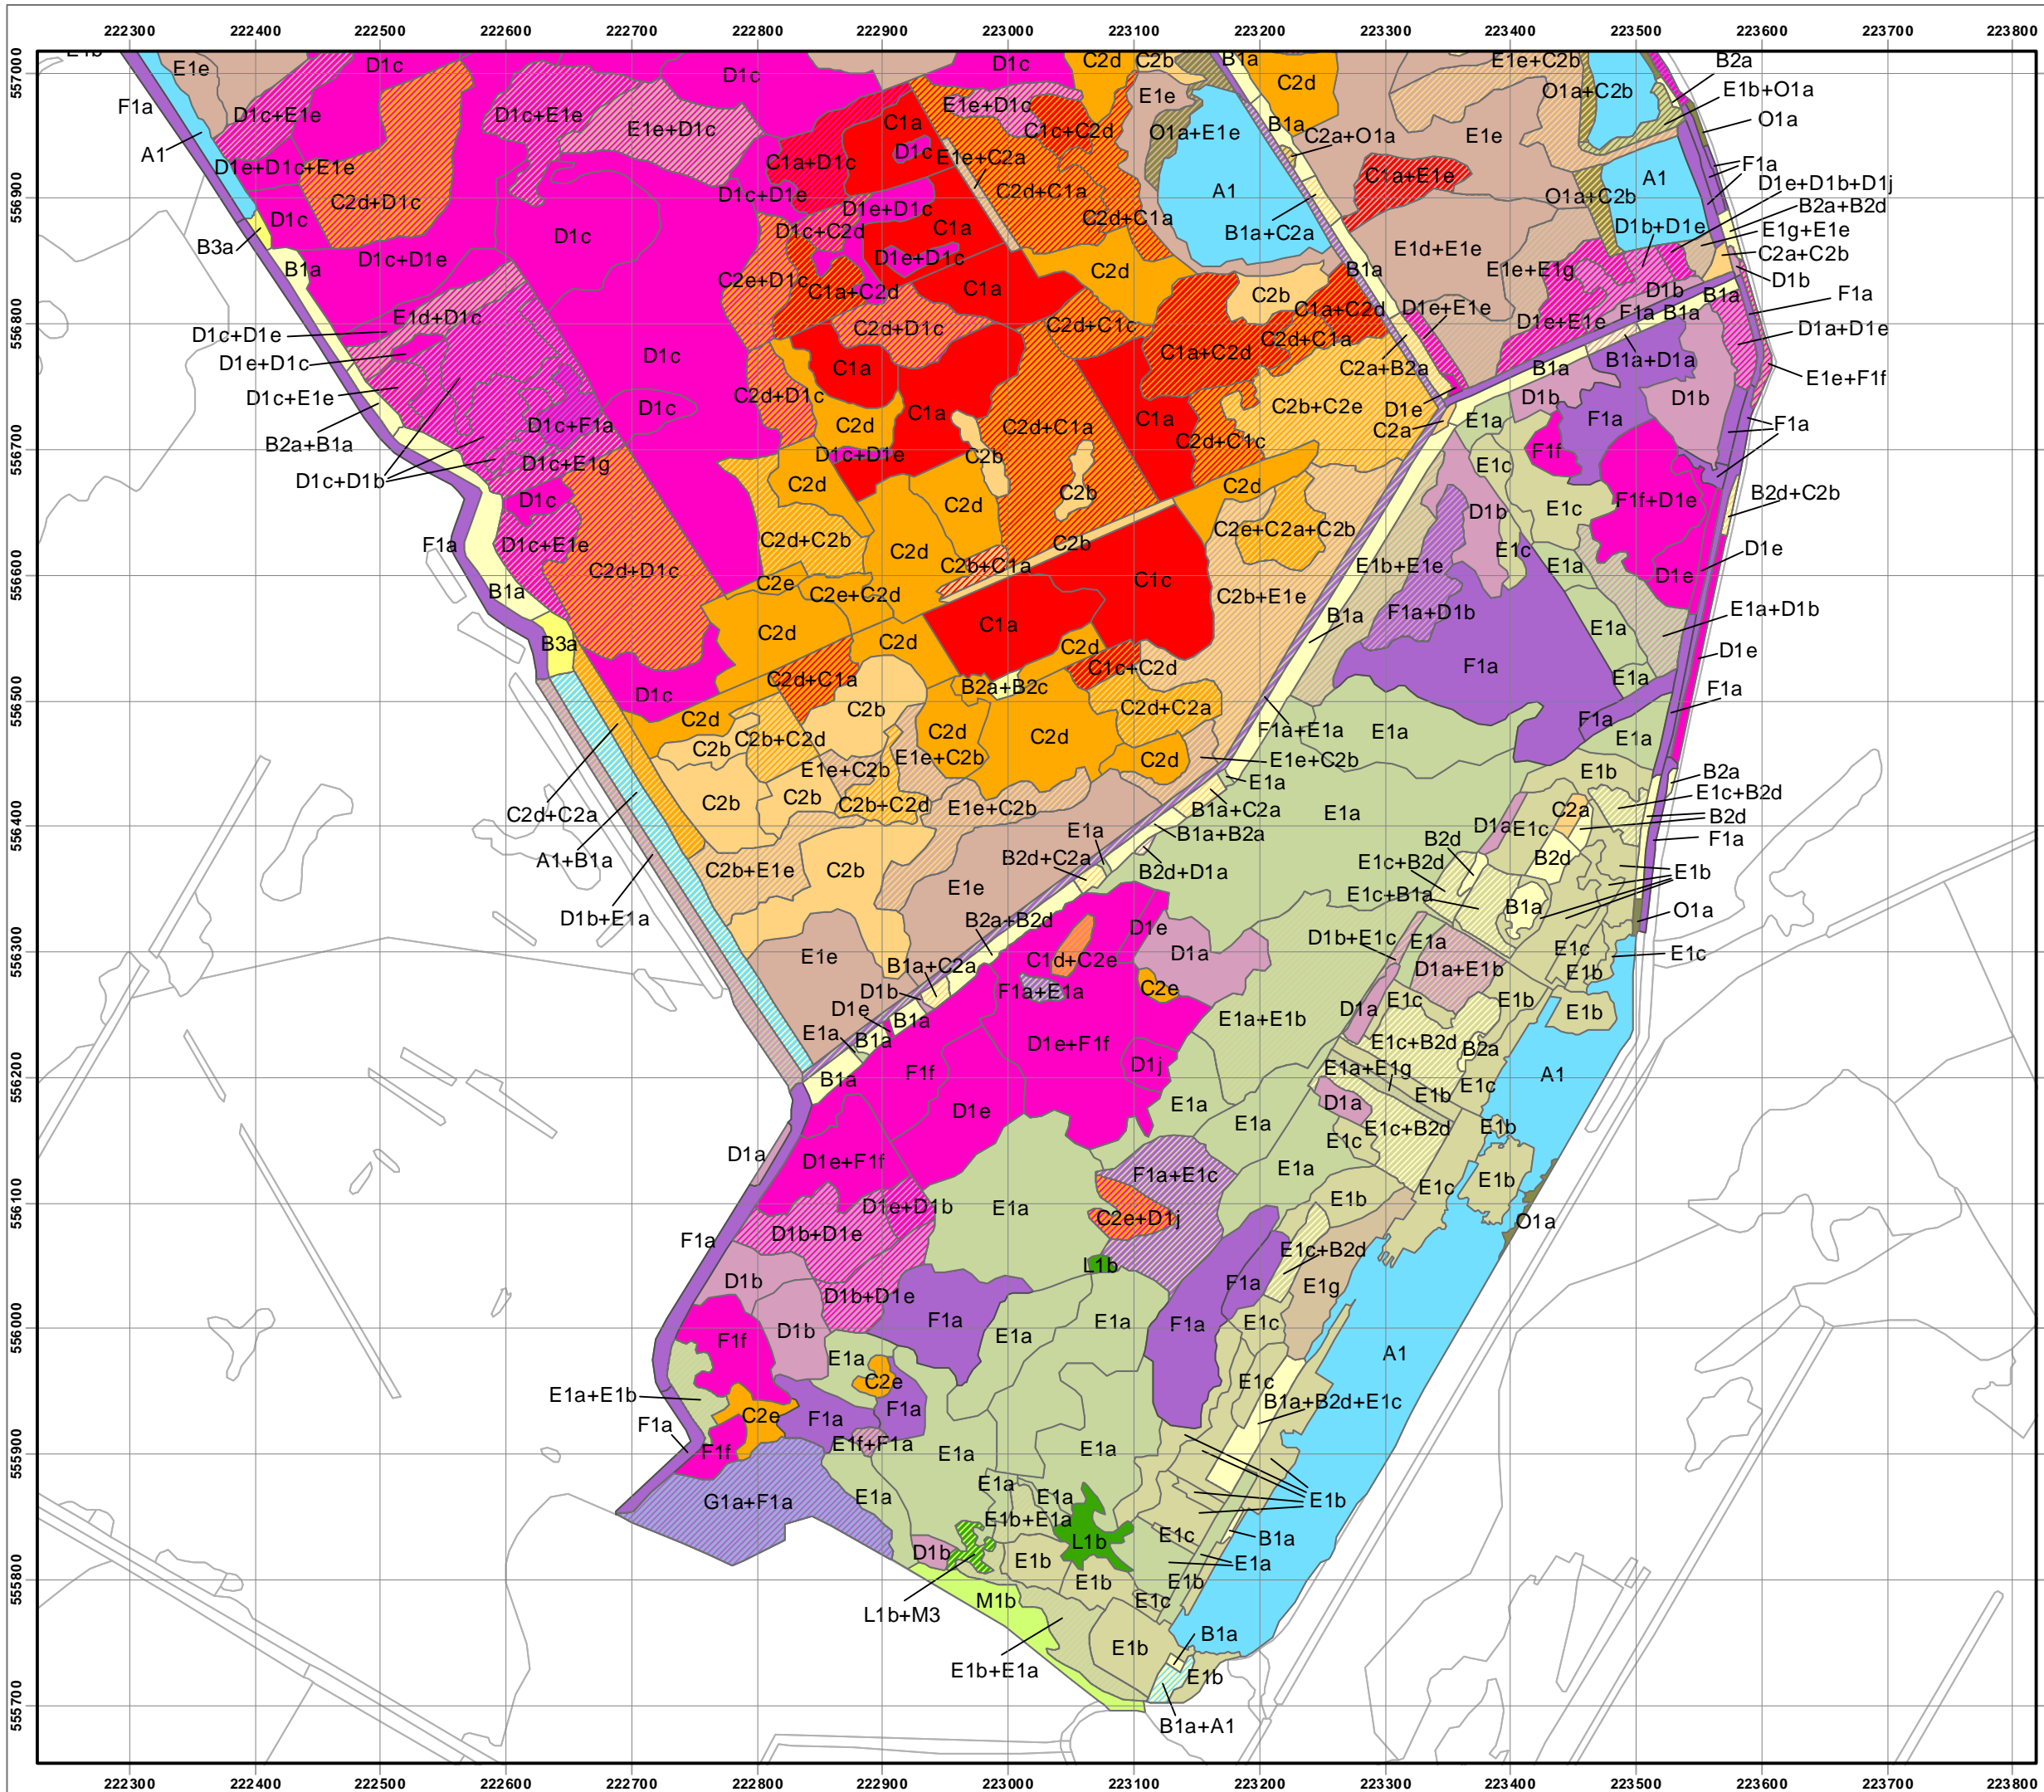 222300 222400 222500 222600 222700 222800 222900 223000 223100 223200 223300 223400 223500 223600 223700 223800
E1e D1c D1c D1c C2d C2b B1a C2d E1e+C2b B2a
557000
F1a D1c+E1e D1c+E1e E1e+D1c C1a E1e+D1c E1e O1a+C2b E1b+O1a
A1 D1c C1c+C2d O1a+E1e B1a C2a+O1a E1e O1a
D1e+D1c+E1e C1a+D1c E1e+C2a F1a
C2d+D1c D1c+D1e C2d+C1a A1 C1a+E1e A1 D1e+D1b+D1j
556900
D1c D1e+D1c C2d+C1a O1a+C2b B2a+B2d
B3a D1c D1c+C2d C1a B1a+C2a E1d+E1e D1b+D1e E1g+E1e
B1a D1c+D1e D1e+D1c C2d B1a E1e+E1g C2a+C2b
C2e+D1c C1a+C2d C1a C2b D1b D1b
E1d+D1c C2d+D1c C2d+C1c C1a+C2d D1e+E1e D1e+E1e F1a B1a B1a F1a
556800
D1c+D1e C2d+C1a D1a+D1e
D1e+D1c D1c C1a C1a+C2d C2a+B2a B1a B1a+D1a
D1c+E1e C2d+D1c C2b+C2e D1b D1b E1e+F1f
B2a+B1a D1c+F1a D1c C2d C1a C2d+C1a C1a D1e C2a E1a F1a F1a
556700
D1c+D1b D1c+E1g D1c+D1e C2b C2d+C1c E1c F1f
D1c C2d C2d C2b C2d D1b E1c F1f+D1e B2d+C2b
F1a D1c+E1e C2d+C2b C2d C2b C2e+C2a+C2b E1c D1e
C2d+D1c C2e C2b+C1a C1c E1b+E1e E1a D1e
556600
B1a C2e+C2d C2b+E1e F1a+D1b E1a+D1b
B3a C2d C2d C1a C2d B1a E1a D1e
D1c C2d+C1a B2a+B2c C1c+C2d F1a E1a F1a
556500
C2d C2b C2d+C2a F1a+E1a E1a F1a
C2b C2b+C2d E1e+C2b C2d C2d C2d E1e+C2b E1a
E1e+C2b E1a E1b B2a
C2d+C2a C2b C2b C2b+C2d E1e+C2b B1a+C2a E1a C2a E1c+B2d
556400
A1+B1a E1a B1a+B2a D1a E1c B2d
C2b+E1e C2b B2d+C2a B2d+D1a B2d E1c+B2d B2d F1a
D1b+E1a E1e E1c+B1a B1a E1b
B2a+B2d D1e O1a
556300
E1e B1a+C2a C1d+C2e D1a D1b+E1c E1a E1c E1c
D1b F1a+E1a C2e D1a+E1b E1b
D1e B1a D1a E1c E1b E1b
E1a B1a D1e+F1f E1a+E1b E1c+B2d B2a
556200
B1a F1f D1j E1a+E1g E1b E1c A1
D1e E1a E1a D1a E1c+B2d E1b
D1a D1e+F1f F1a+E1c E1a E1c E1c E1b
556100
D1e+D1b E1a C2e+D1j E1b O1a
F1a D1b+D1e L1b E1c+B2d
D1b D1b+D1e F1a F1a E1g
556000
F1f D1b F1a E1a E1a F1a E1c A1
E1a C2e E1c B1a+B2d+E1c
E1a+E1b F1a F1a
F1a C2e E1f+F1a E1a E1a
555900
F1f E1a E1a E1b
G1a+F1a E1a E1b+E1a L1b E1c B1a
D1b E1b E1a
555800
L1b+M3 M1b E1b E1c E1b
E1b+E1a E1b B1a
E1b
555700
B1a+A1
222300 222400 222500 222600 222700 222800 222900 223000 223100 223200 223300 223400 223500 223600 223700 223800